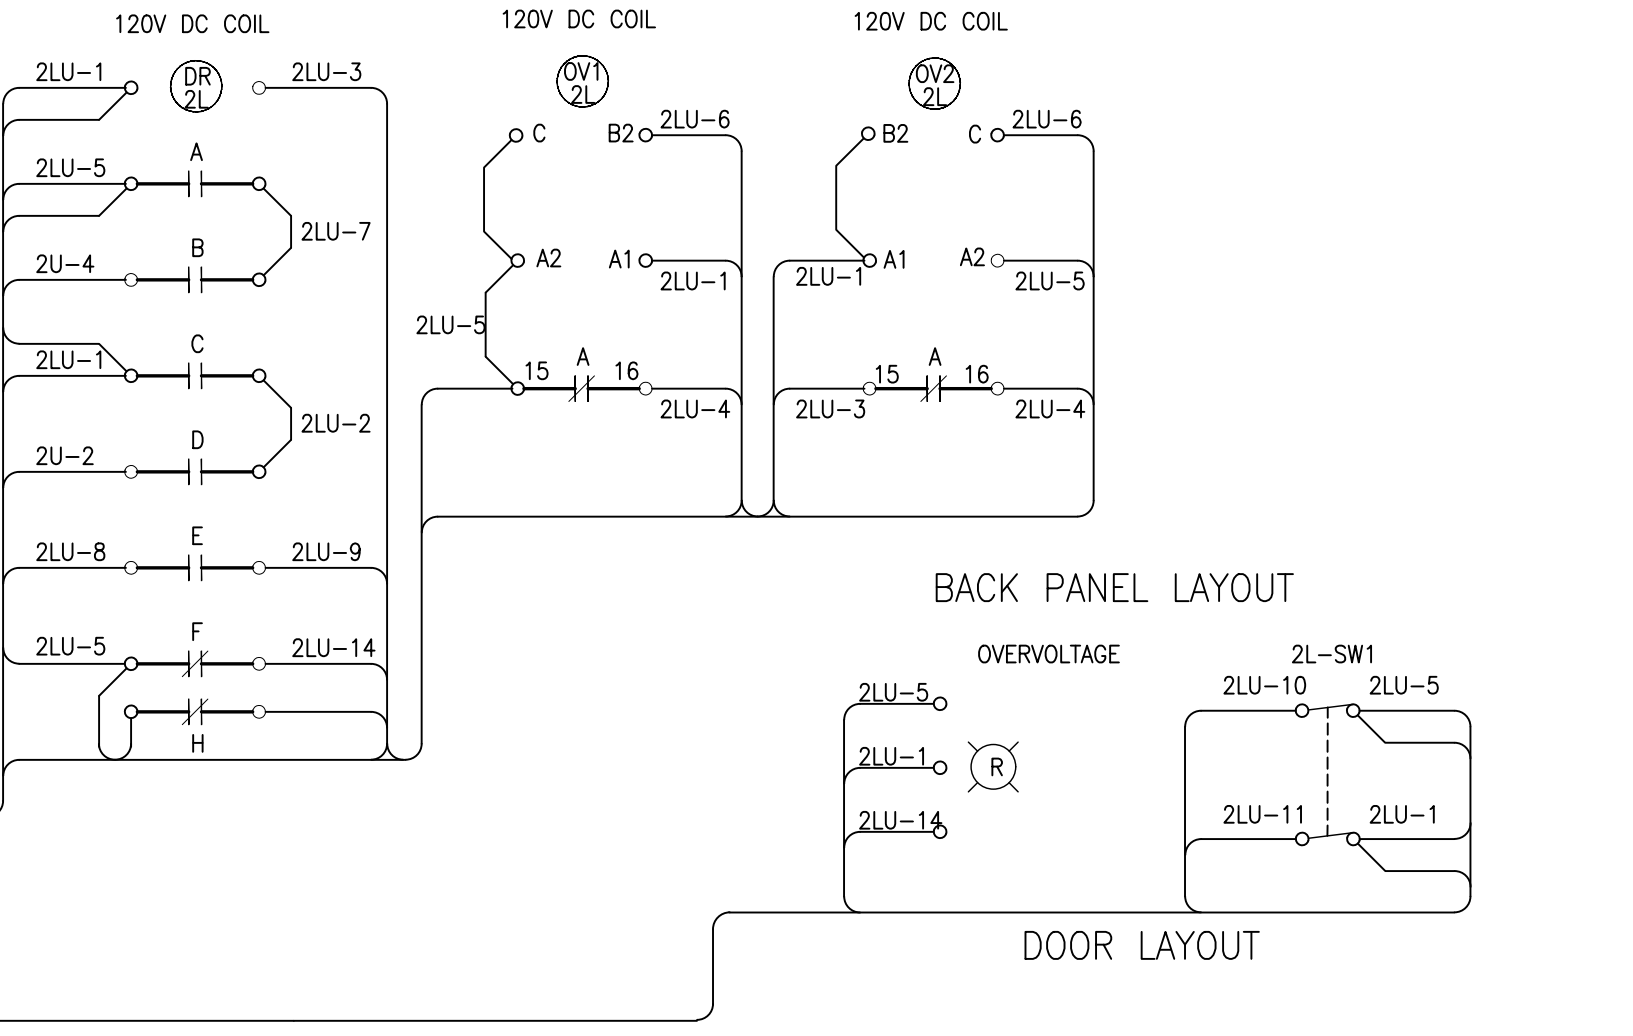 120V DC COIL
DR
2L
2LU-1
2LU-3
A
2LU-5
2LU-7
B
2U-4
C
2LU-1
2LU-2
D
2U-2
E
2LU-8
2LU-9
F
2LU-5
2LU-14
H
120V DC COIL
OV1
2L
C
B2
2LU-6
A2
A1
2LU-1
2LU-5
15
A
16
2LU-4
120V DC COIL
OV2
2L
B2
C
2LU-6
A1
A2
2LU-1
2LU-5
15
A
16
2LU-3
2LU-4
BACK PANEL LAYOUT
OVERVOLTAGE
2LU-5
2LU-1
R
2LU-14
2L-SW1
2LU-10
2LU-5
2LU-11
2LU-1
DOOR LAYOUT